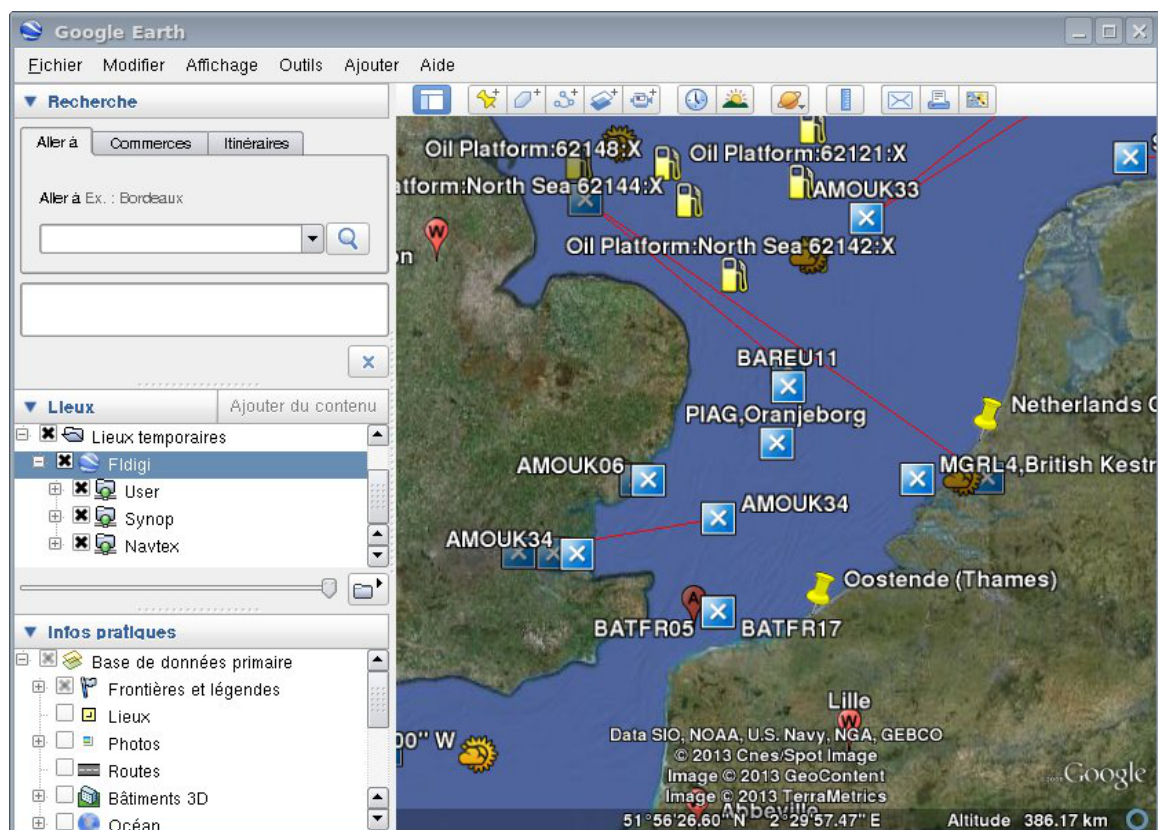 Google Earth
Fichier Modifier Affichage Outils Ajouter Aide
Recherche
Aller à Commerces Itinéraires
Aller à Ex. : Bordeaux
Lieux
Ajouter du contenu
Lieux temporaires
Fldigi
User
Synop
Navtex
Infos pratiques
Base de données primaire
Frontières et légendes
Lieux
Photos
Routes
Bâtiments 3D
Océan
Oil Platform:62148:X
Oil Platform:62121:X
atform:North Sea 62144:X
AMOUK33
W
Oil Platform:North Sea 62142:X
on
BAREU11
Netherlands C
PIAG,Oranjeborg
AMOUK06
MGRL4,British Kestr
AMOUK34
AMOUK34
Oostende (Thames)
A
BATFR05
BATFR17
Lille
W
00" W
Data SIO, NOAA, U.S. Navy, NGA, GEBCO
© 2013 Cnes/Spot Image
Image © 2013 GeoContent
Image © 2013 TerraMetrics
Google
Abbeville
51°56'26.60" N 2°29'57.47" E Altitude 386.17 km